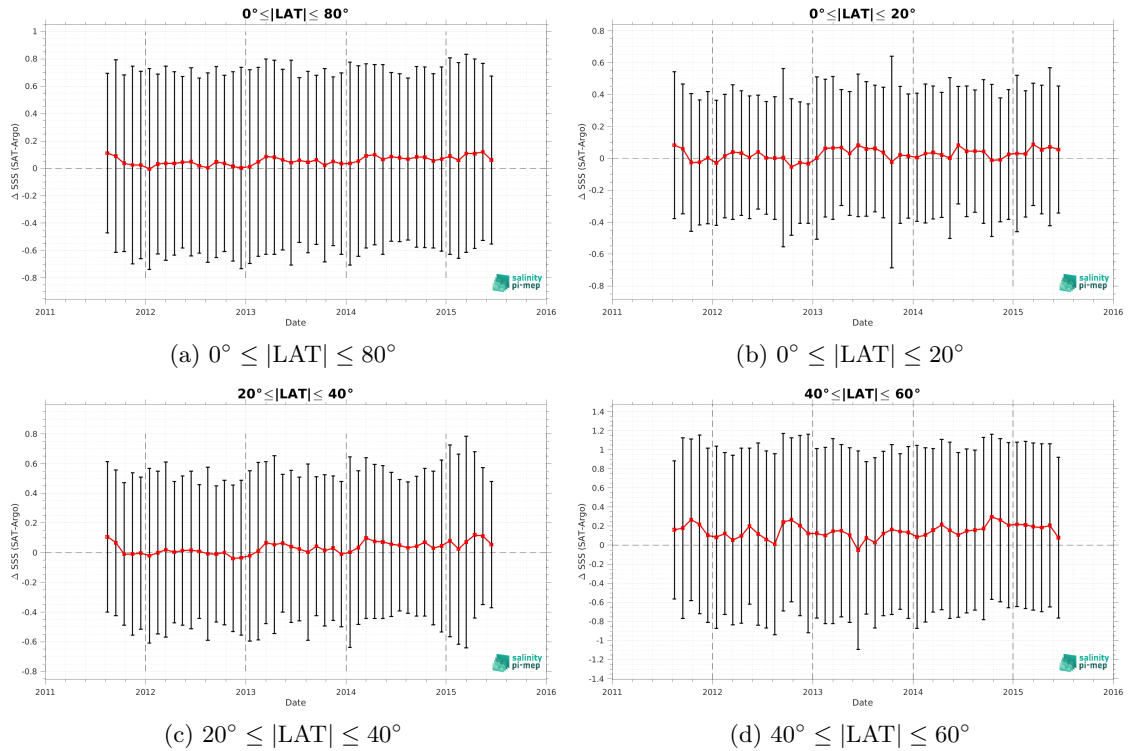 0°≤|LAT|≤ 80°
Δ SSS (SAT-Argo)
1
0.8
0.6
0.4
0.2
0
-0.2
-0.4
-0.6
-0.8
2011 2012 2013 2014 2015 2016
Date
salinity
pi-mep
(a) 0° ≤ |LAT| ≤ 80°
0°≤|LAT|≤ 20°
Δ SSS (SAT-Argo)
0.8
0.6
0.4
0.2
0
-0.2
-0.4
-0.6
-0.8
2011 2012 2013 2014 2015 2016
Date
salinity
pi-mep
(b) 0° ≤ |LAT| ≤ 20°
20°≤|LAT|≤ 40°
Δ SSS (SAT-Argo)
0.8
0.6
0.4
0.2
0
-0.2
-0.4
-0.6
-0.8
2011 2012 2013 2014 2015 2016
Date
salinity
pi-mep
(c) 20° ≤ |LAT| ≤ 40°
40°≤|LAT|≤ 60°
Δ SSS (SAT-Argo)
1.4
1.2
1
0.8
0.6
0.4
0.2
0
-0.2
-0.4
-0.6
-0.8
-1
-1.2
-1.4
2011 2012 2013 2014 2015 2016
Date
salinity
pi-mep
(d) 40° ≤ |LAT| ≤ 60°